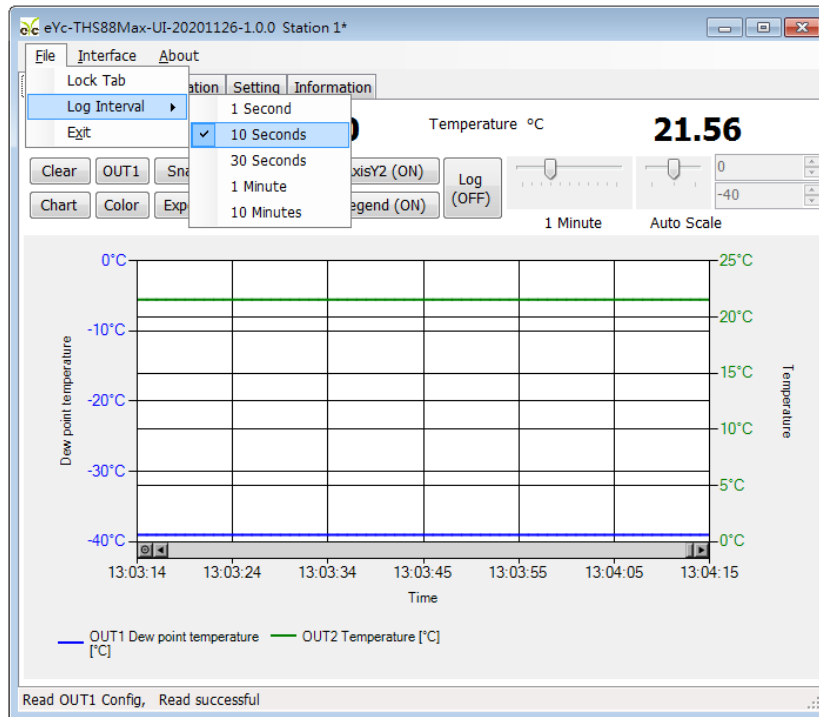 eYc eYc-THS88Max-UI-20201126-1.0.0 Station 1*
File Interface About
Lock Tab
Log Interval
Exit
1 Second
10 Seconds
30 Seconds
1 Minute
10 Minutes
Setting Information
Temperature °C 21.56
Clear OUT1 Log (OFF) 0
Chart Color -40
1 Minute Auto Scale
0°C 25°C
-10°C 20°C
-20°C 15°C
-30°C 10°C
-40°C 5°C
0°C
Dew point temperature
Temperature
13:03:14 13:03:24 13:03:34 13:03:45 13:03:55 13:04:05 13:04:15
Time
OUT1 Dew point temperature [°C] OUT2 Temperature [°C]
Read OUT1 Config, Read successful